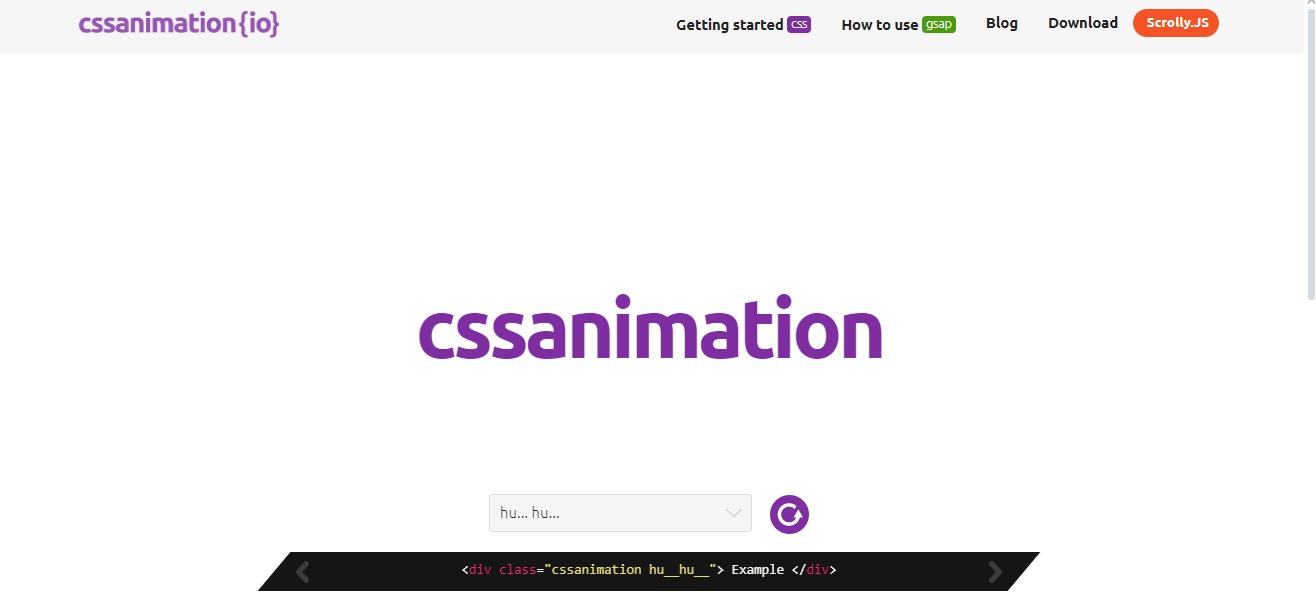 cssanimation{io}
Getting started css
How to use gsap
Blog
Download
Scrolly.JS
cssanimation
hu... hu...
<div class="cssanimation hu__hu__"> Example </div>